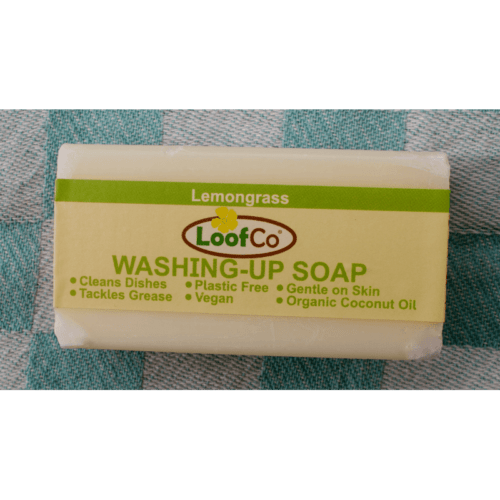 Lemongrass
LoofCo®
WASHING-UP SOAP
• Cleans Dishes • Plastic Free • Gentle on Skin
• Tackles Grease • Vegan • Organic Coconut Oil